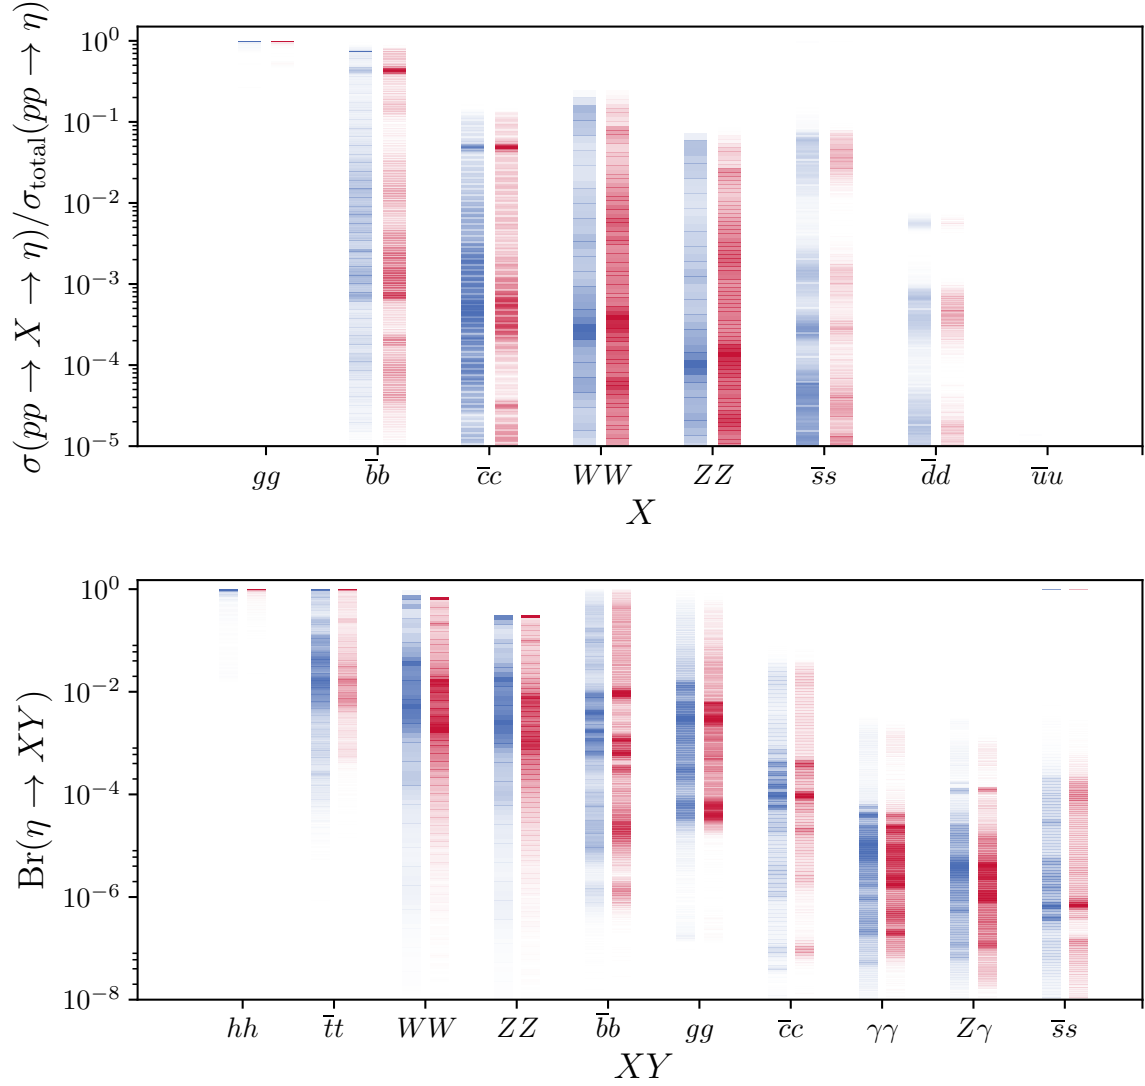 σ(pp → X → η)/σ_total(pp → η)
10^0
10^-1
10^-2
10^-3
10^-4
10^-5
gg b̄b c̄c WW ZZ s̄s d̄d ūu
X
Br(η → XY)
10^0
10^-2
10^-4
10^-6
10^-8
hh t̄t WW ZZ b̄b gg c̄c γγ Zγ s̄s
XY